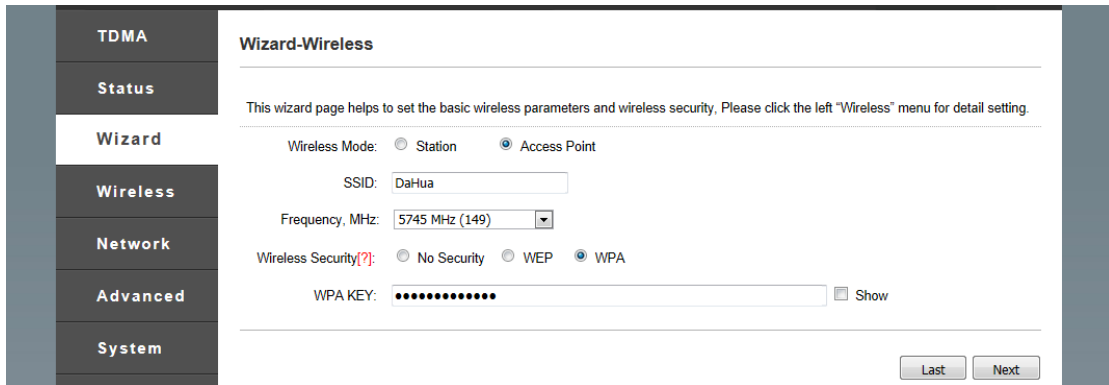 TDMA
Status
Wizard
Wireless
Network
Advanced
System
Wizard-Wireless
This wizard page helps to set the basic wireless parameters and wireless security, Please click the left “Wireless” menu for detail setting.
Wireless Mode: Station Access Point
SSID: DaHua
Frequency, MHz: 5745 MHz (149)
Wireless Security[?]: No Security WEP WPA
WPA KEY: ●●●●●●●●●●●●● Show
Last Next